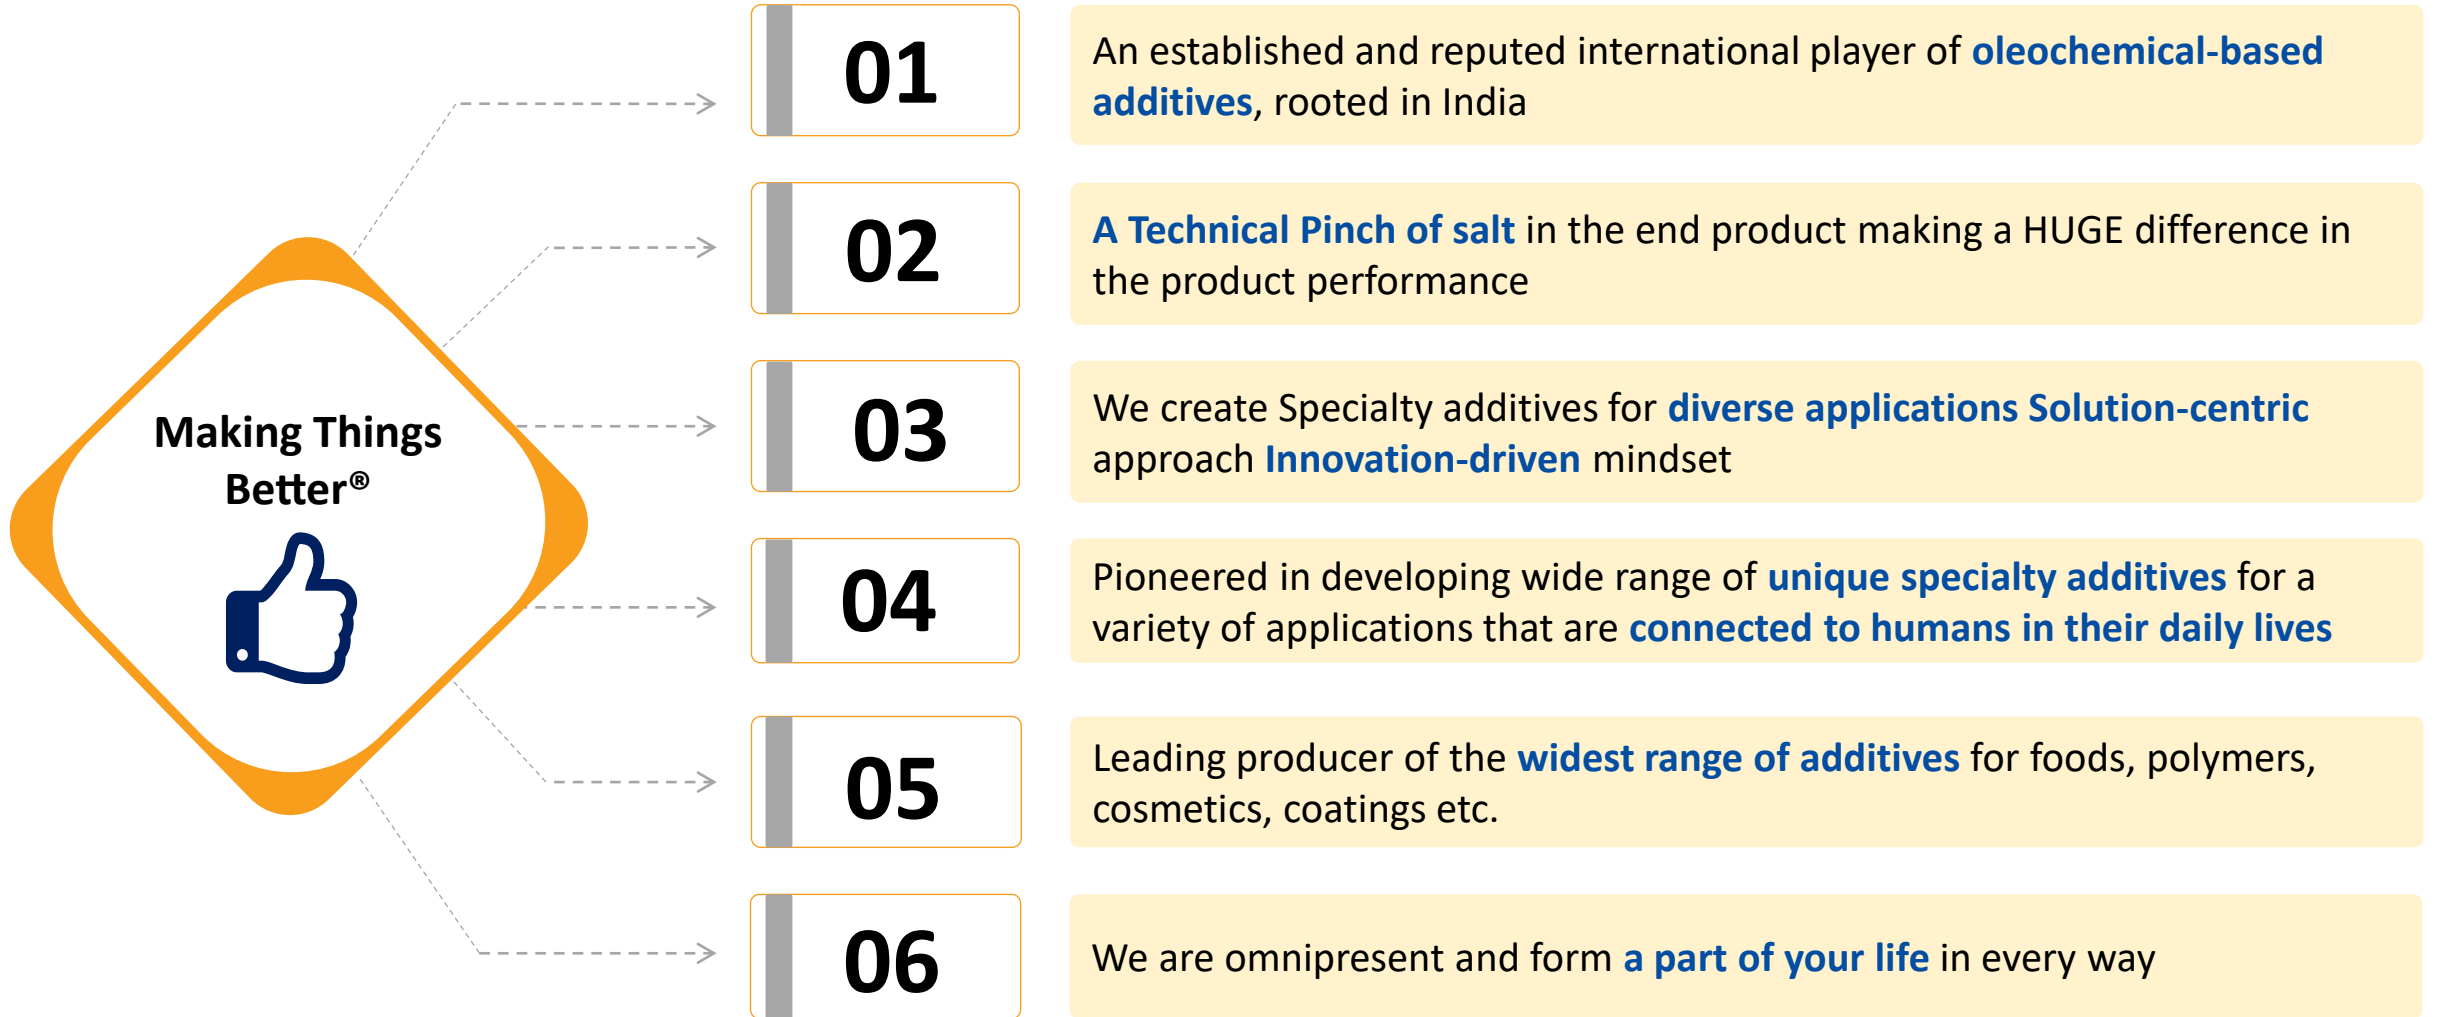 Making Things
Better®
01
An established and reputed international player of oleochemical-based
additives, rooted in India
02
A Technical Pinch of salt in the end product making a HUGE difference in
the product performance
03
We create Specialty additives for diverse applications Solution-centric
approach Innovation-driven mindset
04
Pioneered in developing wide range of unique specialty additives for a
variety of applications that are connected to humans in their daily lives
05
Leading producer of the widest range of additives for foods, polymers,
cosmetics, coatings etc.
06
We are omnipresent and form a part of your life in every way